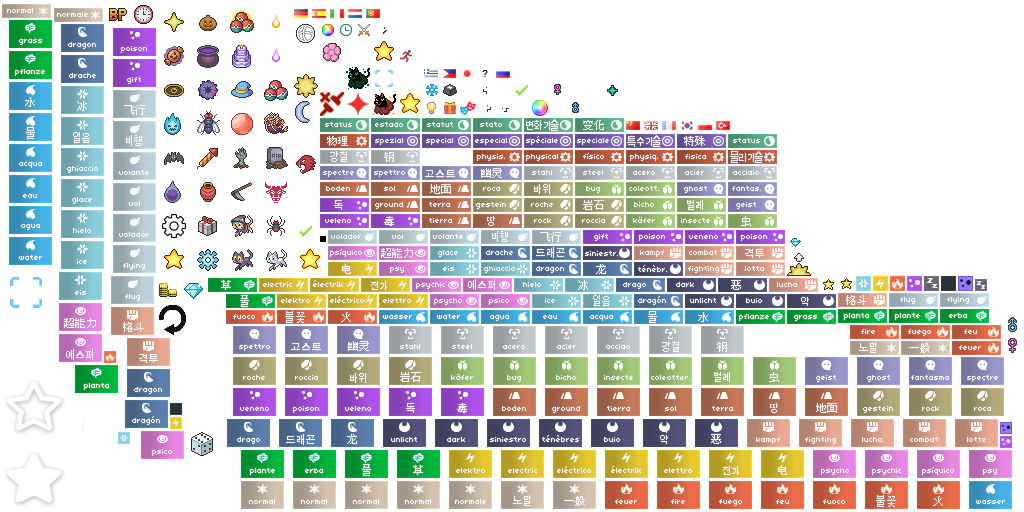 normal normale BP
grass dragon poison
pflanze drache gift
水 冰 飞行
물 얼음 비행
acqua ghiaccio volante
eau glace vol
agua hielo volador
water ice flying
eis flug
超能力 格斗
에스퍼 격투
planta dragon
dragón
psico
status estado statut stato 변화기술 变化
物理 spezial spécial especial spéciale speciale 특수기술 特殊 status
강철 钢 physis. physical físico physiq. fisica 물리기술
spectre spettro 고스트 幽灵 stahl steel acero acier acciaio
boden sol 地面 roca 바위 bug coleott. ghost fantas.
독 ground terra gestein roche 岩石 bicho 벌레 geist
veleno 毒 tierra 땅 rock roccia käfer insecte 虫
volador vol volante 비행 飞行 gift poison veneno poison
psíquico 超能力 glace drache 드래곤 siniestr. kampf combat 격투
电 psy eis ghiaccio dragon 龙 ténèbr. fighting lotta
草 electric électrik 전기 psychic 에스퍼 hielo 冰 drago dark 恶 lucha
풀 elektro eléctrico elettro psycho psico ice 얼음 dragón unlicht buio 악 格斗 flug flying
fuoco 불꽃 火 wasser water agua eau acqua 물 水 pflanze grass planta plante erba
spettro 고스트 幽灵 stahl steel acero acier acciaio 강철 钢 fire fuego feu
노말 一般 feuer
roche roccia 바위 岩石 käfer bug bicho insecte coleotter. 벌레 虫 geist ghost fantasma spectre
veneno poison veleno 독 毒 boden ground tierra sol terra 땅 地面 gestein rock roca
drago 드래곤 龙 unlicht dark siniestro ténèbres buio 악 恶 kampf fighting lucha combat lotte
plante erba 풀 草 elektro electric eléctrico électrik elettro 전기 电 psycho psychic psíquico psy
normal normal normal normal normale 노말 一般 feuer fire fuego feu fuoco 불꽃 火 wasser